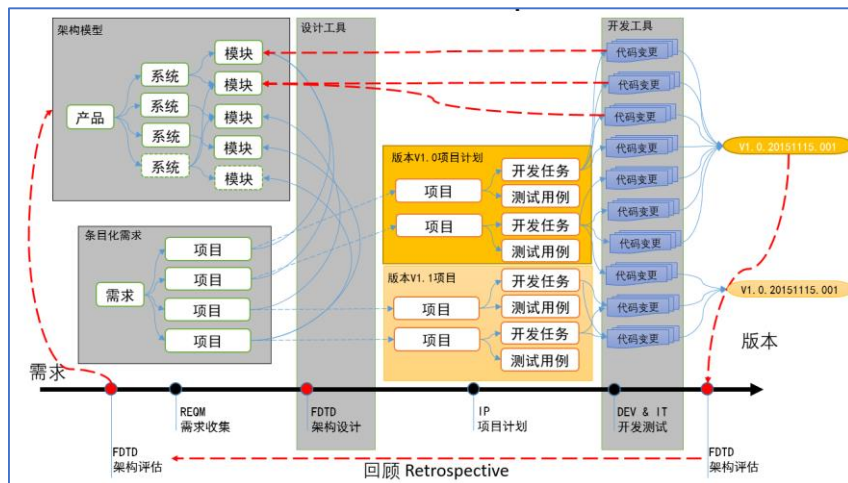 架构模型
产品
系统
系统
系统
系统
模块
模块
模块
模块
模块
条目化需求
需求
项目
项目
项目
项目
设计工具
版本V1.0项目计划
项目
项目
开发任务
测试用例
开发任务
测试用例
版本V1.1项目
项目
项目
开发任务
测试用例
开发任务
测试用例
开发工具
代码变更
代码变更
代码变更
代码变更
代码变更
代码变更
代码变更
代码变更
代码变更
代码变更
V1.0.20151115.001
V1.0.20151115.001
需求
版本
FDTD
架构评估
REQM
需求收集
FDTD
架构设计
IP
项目计划
DEV & IT
开发测试
FDTD
架构评估
回顾 Retrospective